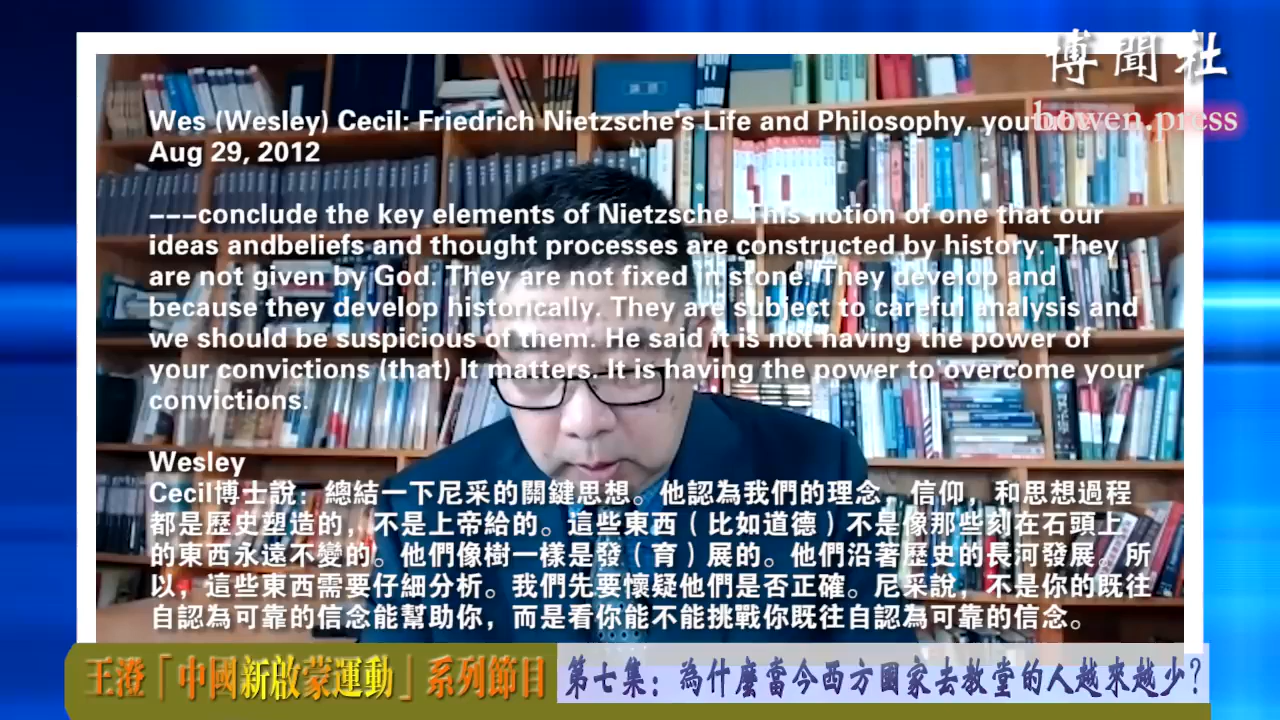 博聞社
bowen.press
Wes (Wesley) Cecil: Friedrich Nietzsche's Life and Philosophy. youtube
Aug 29, 2012
---conclude the key elements of Nietzsche. This notion of one that our
ideas andbeliefs and thought processes are constructed by history. They
are not given by God. They are not fixed in stone. They develop and
because they develop historically. They are subject to careful analysis and
we should be suspicious of them. He said it is not having the power of
your convictions (that) It matters. It is having the power to overcome your
convictions.
Wesley
Cecil博士說：總結一下尼采的關鍵思想。他認為我們的理念，信仰，和思想過程
都是歷史塑造的，不是上帝給的。這些東西（比如道德）不是像那些刻在石頭上
的東西永遠不變的。他們像樹一樣是發（育）展的。他們沿著歷史的長河發展。所
以，這些東西需要仔細分析。我們先要懷疑他們是否正確。尼采說，不是你的既往
自認為可靠的信念能幫助你，而是看你能不能挑戰你既往自認為可靠的信念。
王澄「中國新啟蒙運動」系列節目
第七集：為什麼當今西方國家去教堂的人越來越少？